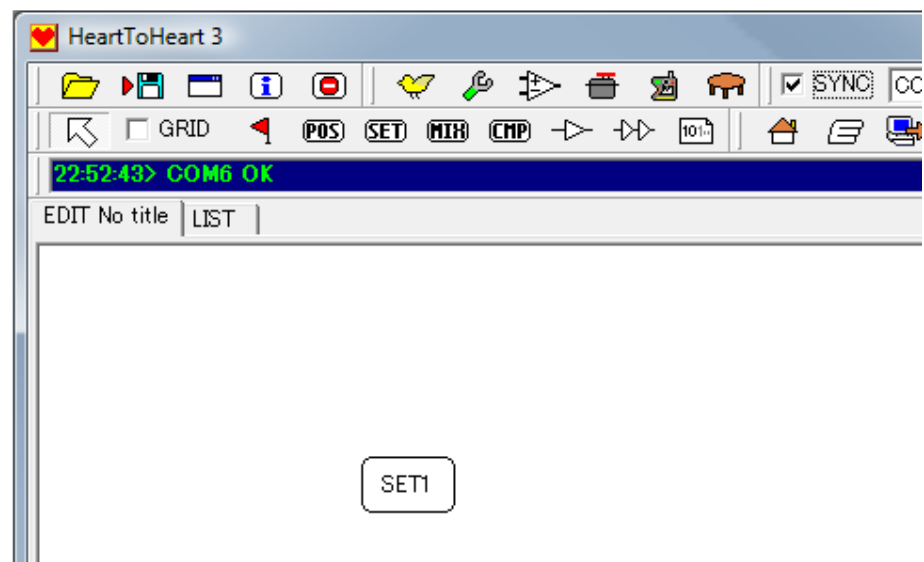 HeartToHeart 3
SYNC CO
GRID POS SET MIX CMP 101..
22:52:43> COM6 OK
EDIT No title LIST
SET1